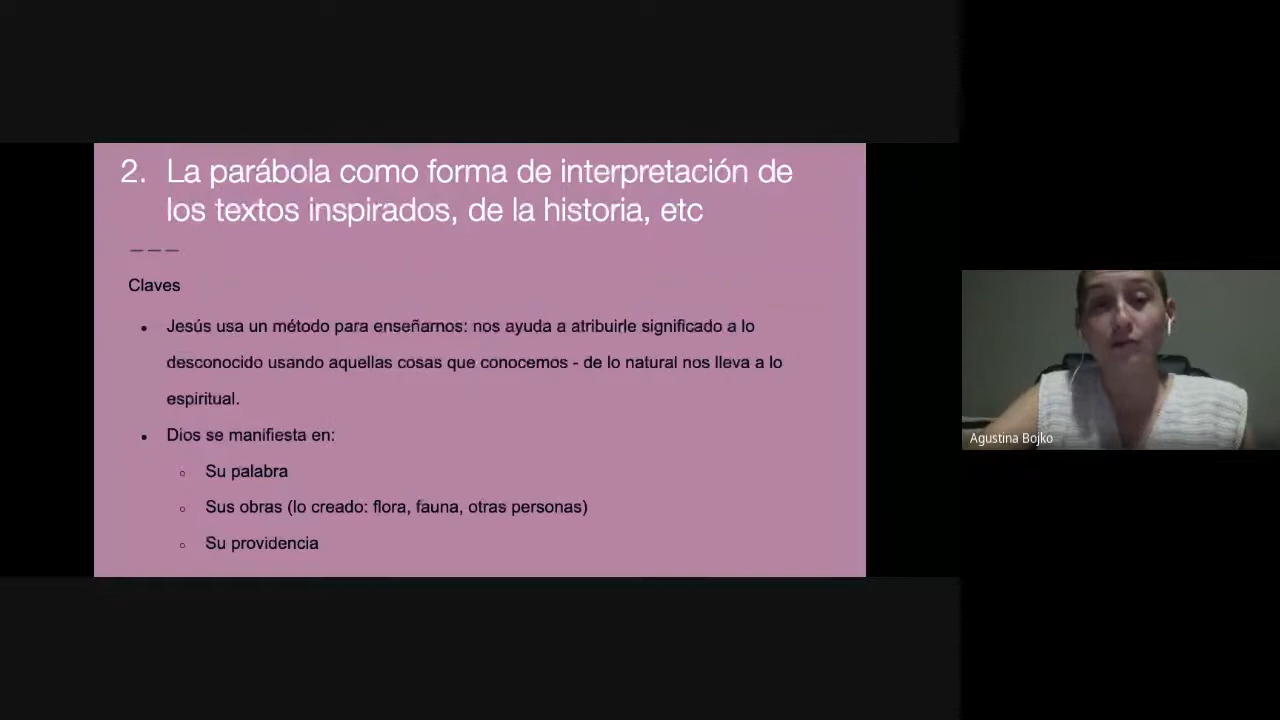 2. La parábola como forma de interpretación de
los textos inspirados, de la historia, etc
Claves
• Jesús usa un método para enseñarnos: nos ayuda a atribuirle significado a lo
desconocido usando aquellas cosas que conocemos - de lo natural nos lleva a lo
espiritual.
• Dios se manifiesta en:
○ Su palabra
○ Sus obras (lo creado: flora, fauna, otras personas)
○ Su providencia
Agustina Bojko